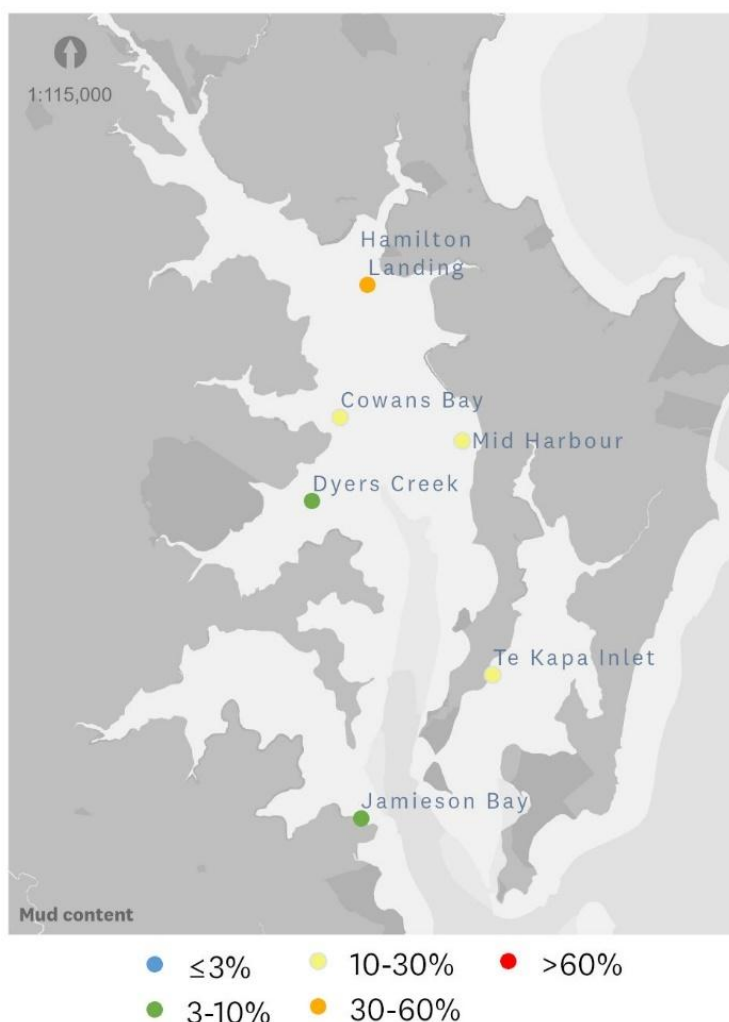 1:115,000
Hamilton
Landing
Cowans Bay
Mid Harbour
Dyers Creek
Te Kapa Inlet
Jamieson Bay
Mud content
≤3% 10-30% >60%
3-10% 30-60%